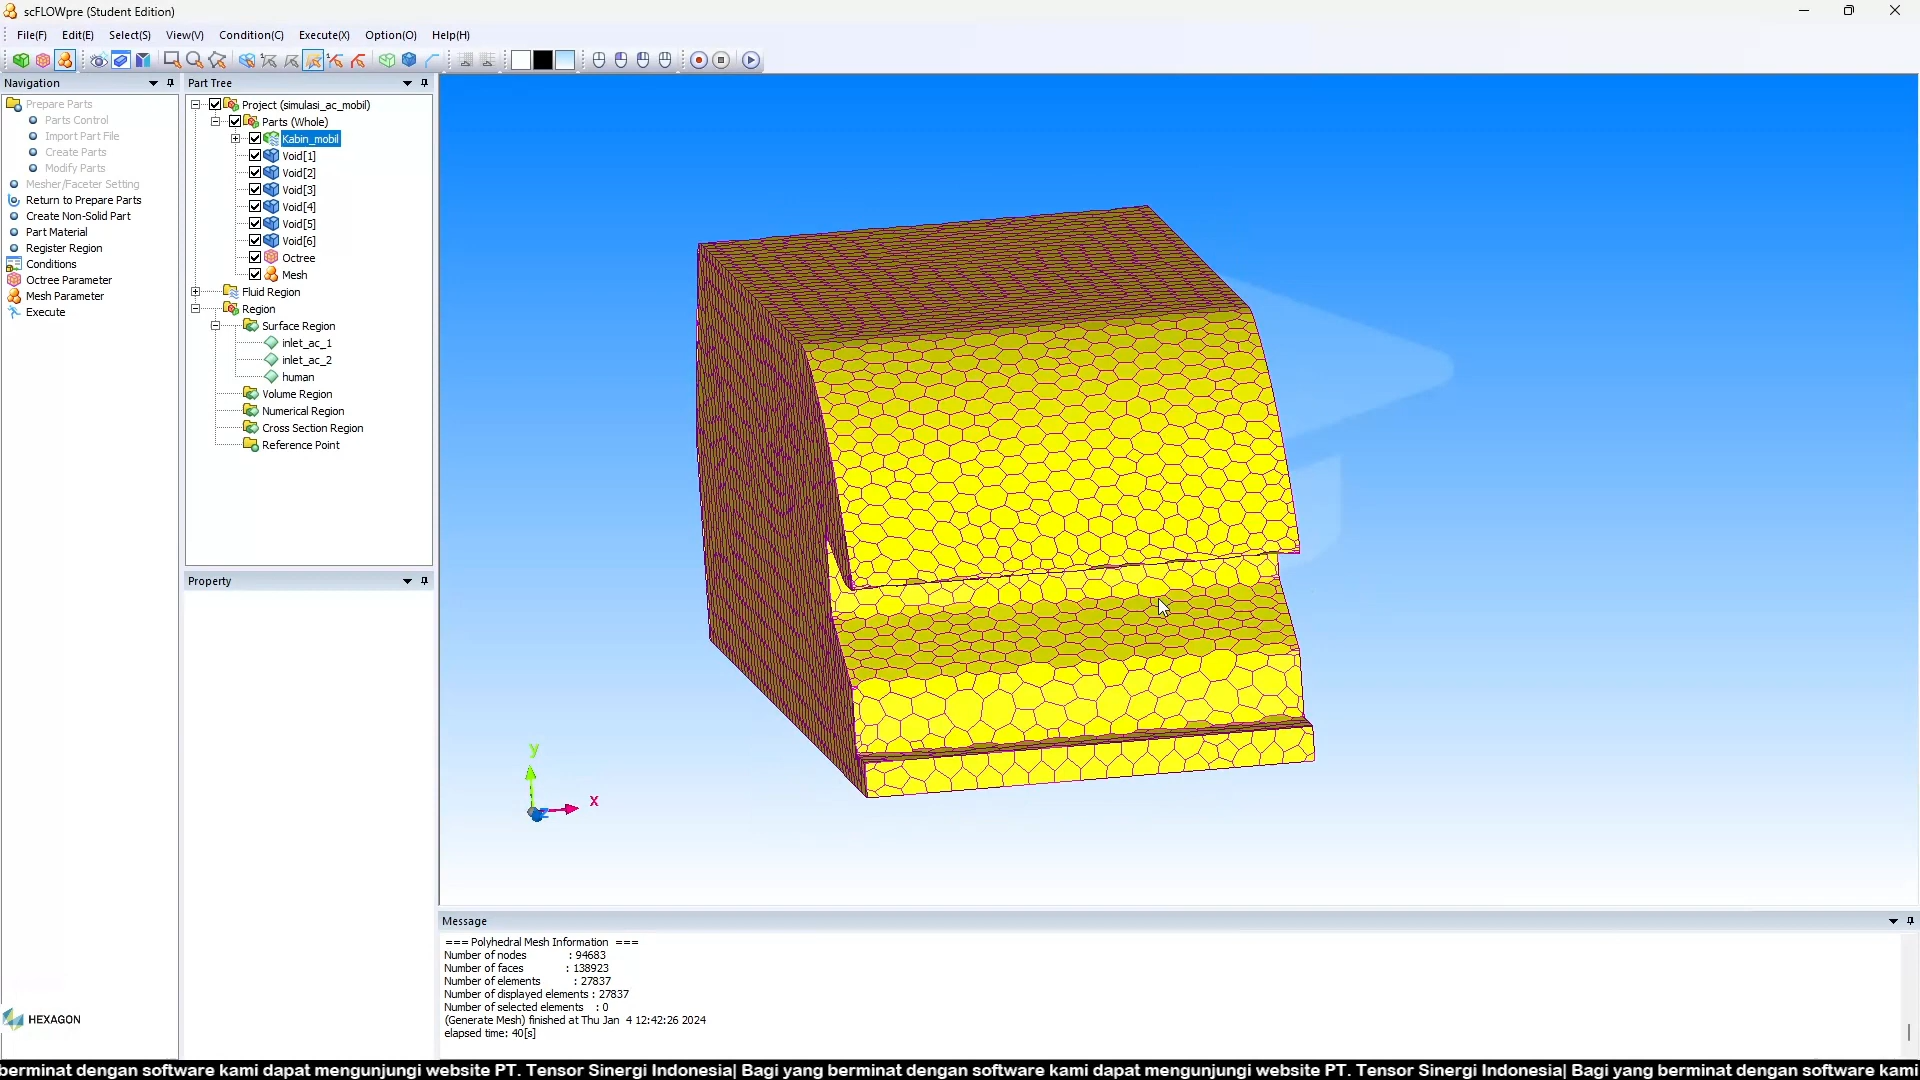 scFLOWpre (Student Edition)
File(F) Edit(E) Select(S) View(V) Condition(C) Execute(X) Option(O) Help(H)
Navigation
Prepare Parts
Parts Control
Import Part File
Create Parts
Modify Parts
Mesher/Faceter Setting
Return to Prepare Parts
Create Non-Solid Part
Part Material
Register Region
Conditions
Octree Parameter
Mesh Parameter
Execute
HEXAGON
Part Tree
Project (simulasi_ac_mobil)
Parts (Whole)
Kabin_mobil
Void[1]
Void[2]
Void[3]
Void[4]
Void[5]
Void[6]
Octree
Mesh
Fluid Region
Region
Surface Region
inlet_ac_1
inlet_ac_2
human
Volume Region
Numerical Region
Cross Section Region
Reference Point
Property
y
x
Message
=== Polyhedral Mesh Information ===
Number of nodes : 94683
Number of faces : 138923
Number of elements : 27837
Number of displayed elements : 27837
Number of selected elements : 0
(Generate Mesh) finished at Thu Jan 4 12:42:26 2024
elapsed time: 40[s]
berminat dengan software kami dapat mengunjungi website PT. Tensor Sinergi Indonesia| Bagi yang berminat dengan software kami dapat mengunjungi website PT. Tensor Sinergi Indonesia| Bagi yang berminat dengan software kami